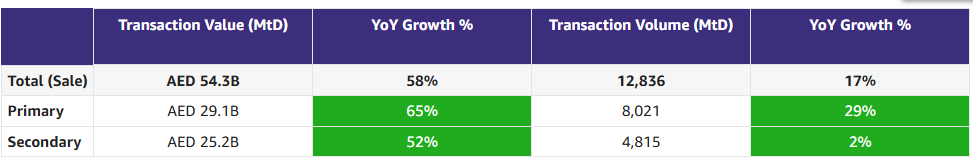 Transaction Value (MtD) YoY Growth % Transaction Volume (MtD) YoY Growth %
Total (Sale) AED 54.3B 58% 12,836 17%
Primary AED 29.1B 65% 8,021 29%
Secondary AED 25.2B 52% 4,815 2%